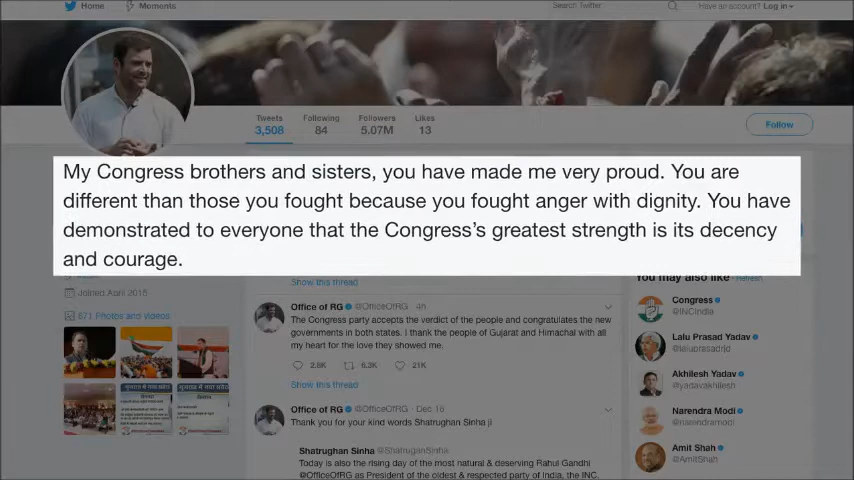 Home
Moments
Search Twitter
Have an account? Log in
Tweets
3,508
Following
84
Followers
5.07M
Likes
13
Follow
My Congress brothers and sisters, you have made me very proud. You are
different than those you fought because you fought anger with dignity. You have
demonstrated to everyone that the Congress's greatest strength is its decency
and courage.
Joined April 2015
671 Photos and videos
Show this thread
Office of RG @OfficeOfRG · 4h
The Congress party accepts the verdict of the people and congratulates the new
governments in both states. I thank the people of Gujarat and Himachal with all
my heart for the love they showed me.
2.8K 6.3K 21K
Show this thread
Office of RG @OfficeOfRG · Dec 16
Thank you for your kind words Shatrughan Sinha ji
Shatrughan Sinha @ShatruganSinha
Today is also the rising day of the most natural & deserving Rahul Gandhi
@OfficeOfRG as President of the oldest & respected party of India, the INC.
You may also like · Refresh
Congress
@INCIndia
Lalu Prasad Yadav
@laluprasadrjd
Akhilesh Yadav
@yadavakhilesh
Narendra Modi
@narendramodi
Amit Shah
@AmitShah